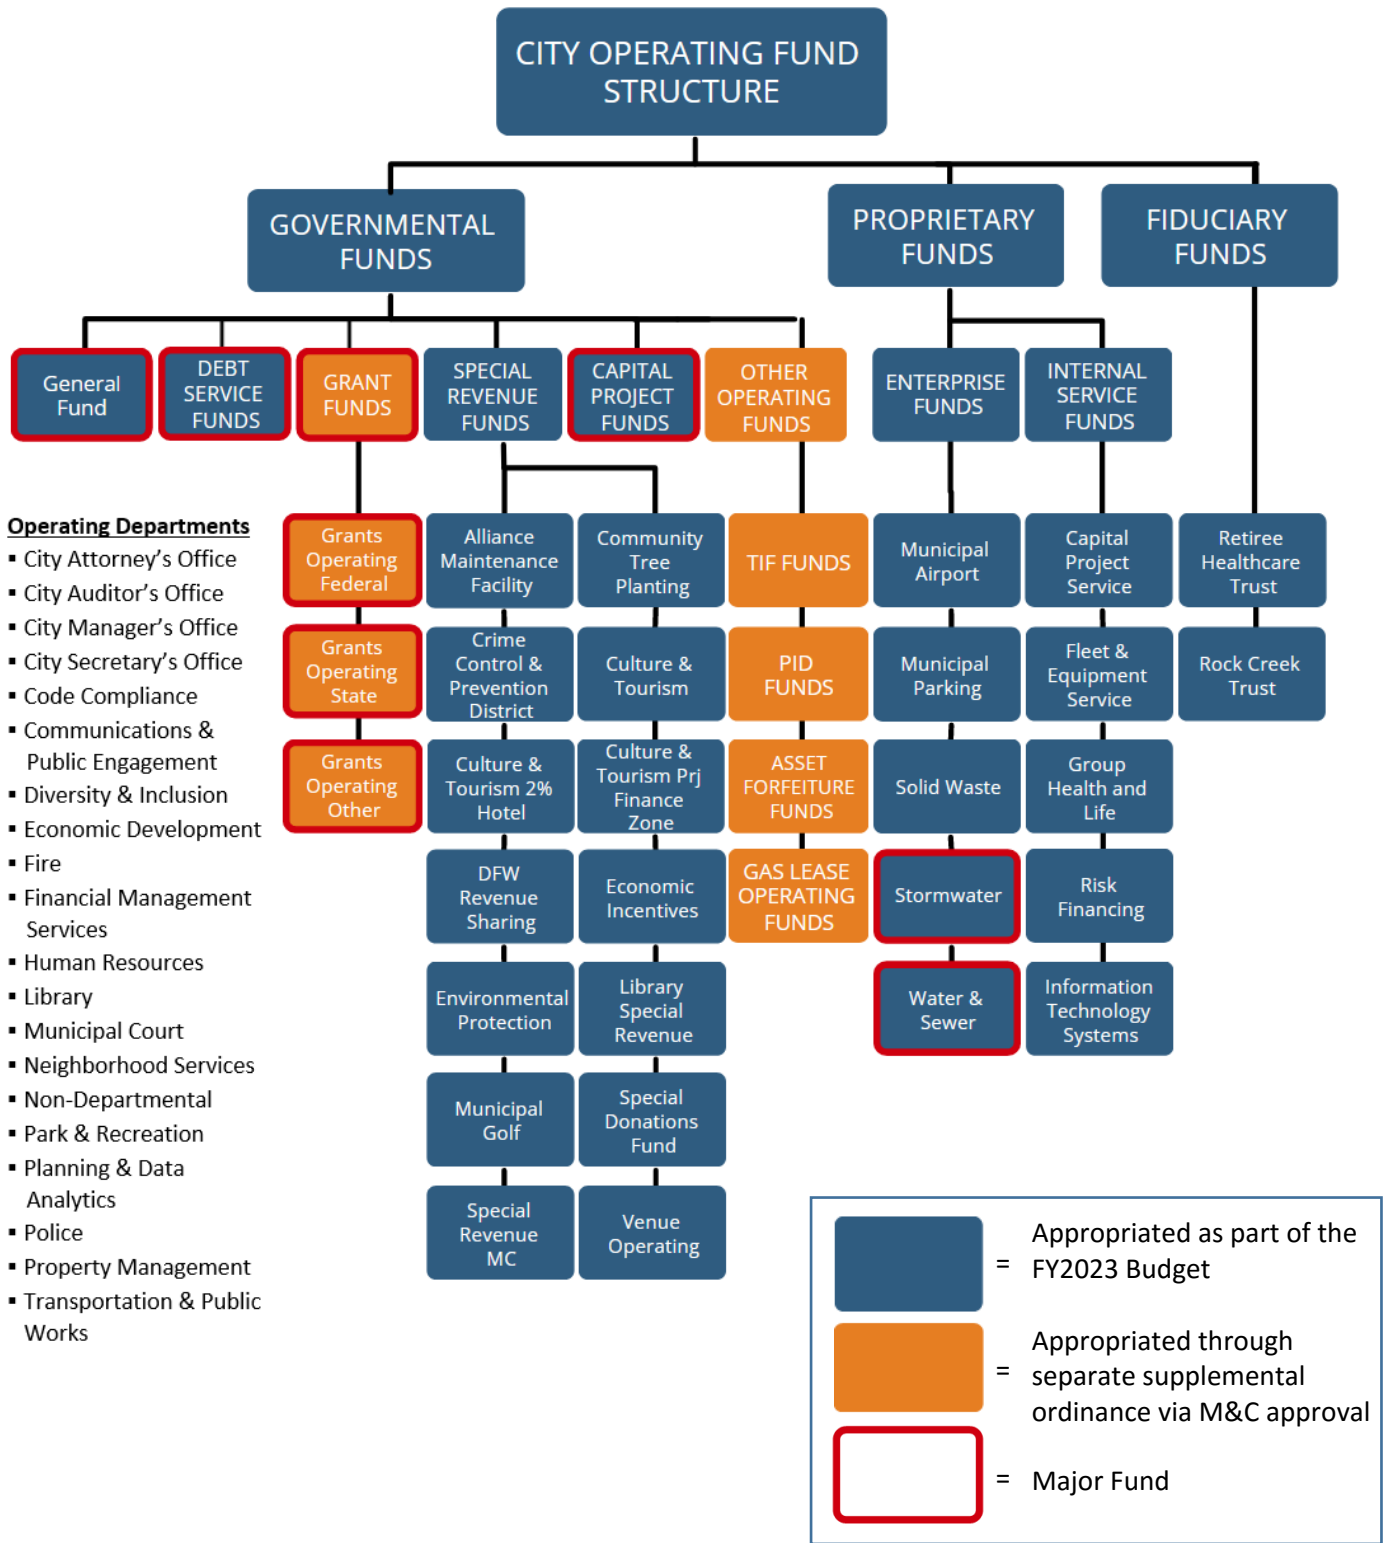 CITY OPERATING FUND
STRUCTURE
GOVERNMENTAL
FUNDS
PROPRIETARY
FUNDS
FIDUCIARY
FUNDS
General
Fund
DEBT
SERVICE
FUNDS
GRANT
FUNDS
SPECIAL
REVENUE
FUNDS
CAPITAL
PROJECT
FUNDS
OTHER
OPERATING
FUNDS
ENTERPRISE
FUNDS
INTERNAL
SERVICE
FUNDS
Operating Departments
▪ City Attorney’s Office
▪ City Auditor’s Office
▪ City Manager’s Office
▪ City Secretary’s Office
▪ Code Compliance
▪ Communications &
Public Engagement
▪ Diversity & Inclusion
▪ Economic Development
▪ Fire
▪ Financial Management
Services
▪ Human Resources
▪ Library
▪ Municipal Court
▪ Neighborhood Services
▪ Non-Departmental
▪ Park & Recreation
▪ Planning & Data
Analytics
▪ Police
▪ Property Management
▪ Transportation & Public
Works
Grants
Operating
Federal
Grants
Operating
State
Grants
Operating
Other
Alliance
Maintenance
Facility
Crime
Control &
Prevention
District
Culture &
Tourism 2%
Hotel
DFW
Revenue
Sharing
Environmental
Protection
Municipal
Golf
Special
Revenue
MC
Community
Tree
Planting
Culture &
Tourism
Culture &
Tourism Prj
Finance
Zone
Economic
Incentives
Library
Special
Revenue
Special
Donations
Fund
Venue
Operating
TIF FUNDS
PID
FUNDS
ASSET
FORFEITURE
FUNDS
GAS LEASE
OPERATING
FUNDS
Municipal
Airport
Municipal
Parking
Solid Waste
Stormwater
Water &
Sewer
Capital
Project
Service
Fleet &
Equipment
Service
Group
Health and
Life
Risk
Financing
Information
Technology
Systems
Retiree
Healthcare
Trust
Rock Creek
Trust
= Appropriated as part of the
FY2023 Budget
= Appropriated through
separate supplemental
ordinance via M&C approval
= Major Fund